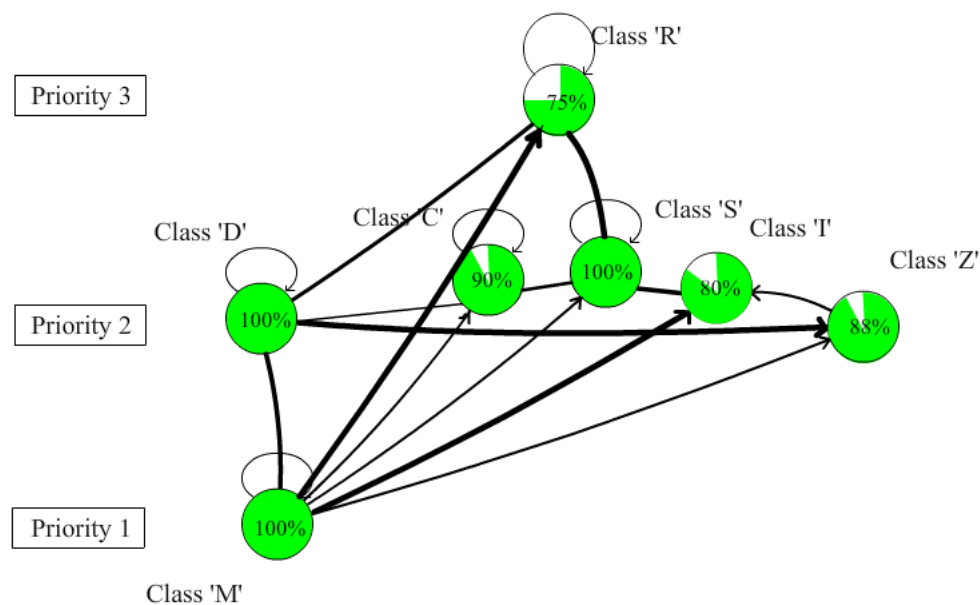 Class 'R'
Priority 3
75%
Class 'S'
Class 'C'
Class 'I'
Class 'D'
Class 'Z'
90%
100%
80%
Priority 2
100%
88%
Priority 1
100%
Class 'M'